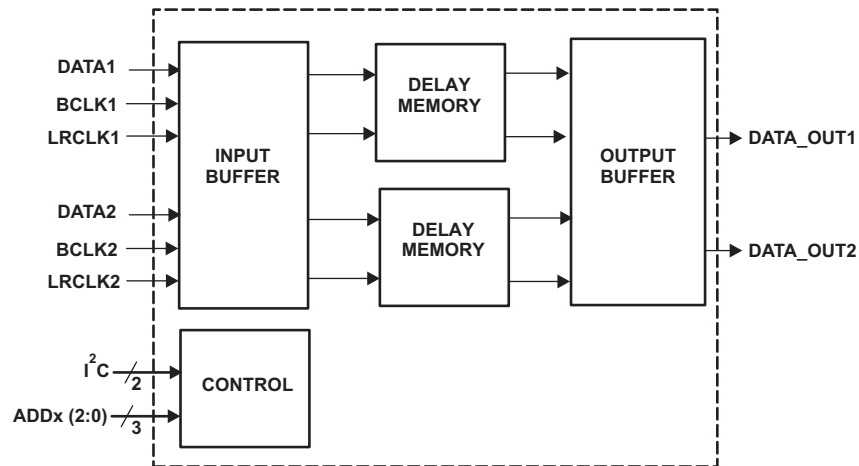 DATA1
BCLK1
LRCLK1
DATA2
BCLK2
LRCLK2
INPUT
BUFFER
DELAY
MEMORY
DELAY
MEMORY
OUTPUT
BUFFER
DATA_OUT1
DATA_OUT2
I²C
2
ADDx (2:0)
3
CONTROL